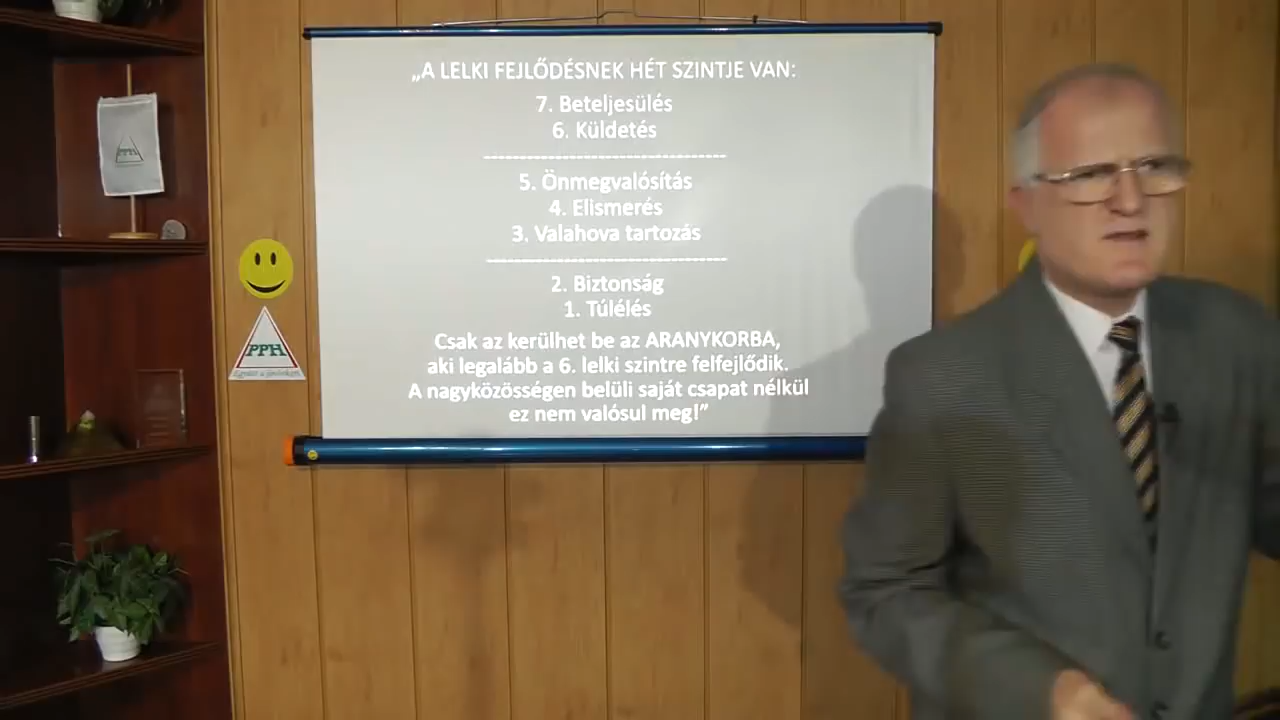 „A LELKI FEJLŐDÉSNEK HÉT SZINTJE VAN:
7. Beteljesülés
6. Küldetés
----------------------------------
5. Önmegvalósítás
4. Elismerés
3. Valahova tartozás
----------------------------------
2. Biztonság
1. Túlélés
Csak az kerülhet be az ARANYKORBA,
aki legalább a 6. lelki szintre felfejlődik.
A nagyközösségen belüli saját csapat nélkül
ez nem valósul meg!”
PPH
PPH